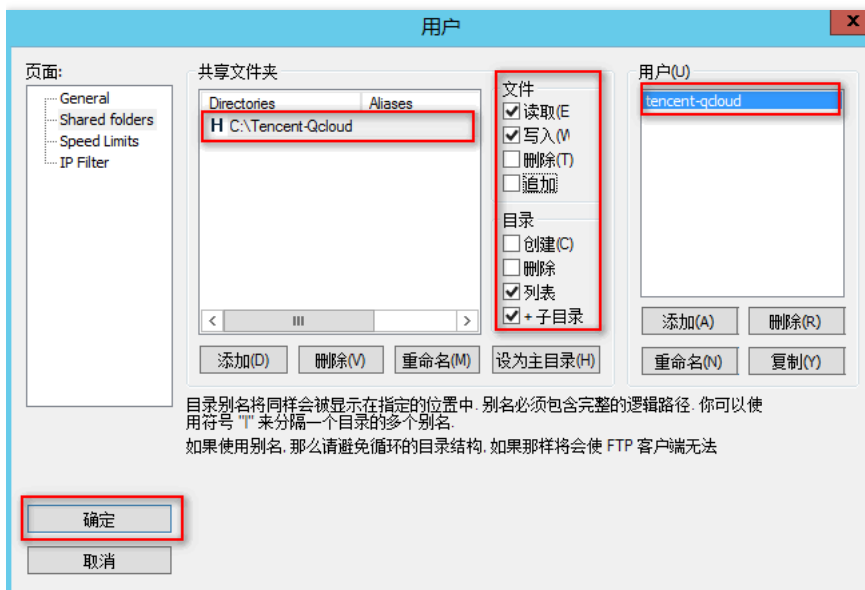 用户
x
页面:
General
Shared folders
Speed Limits
IP Filter
共享文件夹
Directories Aliases
H C:\Tencent-Qcloud
文件
读取(E
写入(W
删除(T)
追加
目录
创建(C)
删除
列表
+ 子目录
添加(D) 删除(V) 重命名(M) 设为主目录(H)
用户(U)
tencent-qcloud
添加(A) 删除(R)
重命名(N) 复制(Y)
目录别名将同样会被显示在指定的位置中. 别名必须包含完整的逻辑路径. 你可以使
用符号 "|" 来分隔一个目录的多个别名.
如果使用别名, 那么请避免循环的目录结构, 如果那样将会使 FTP 客户端无法
确定
取消